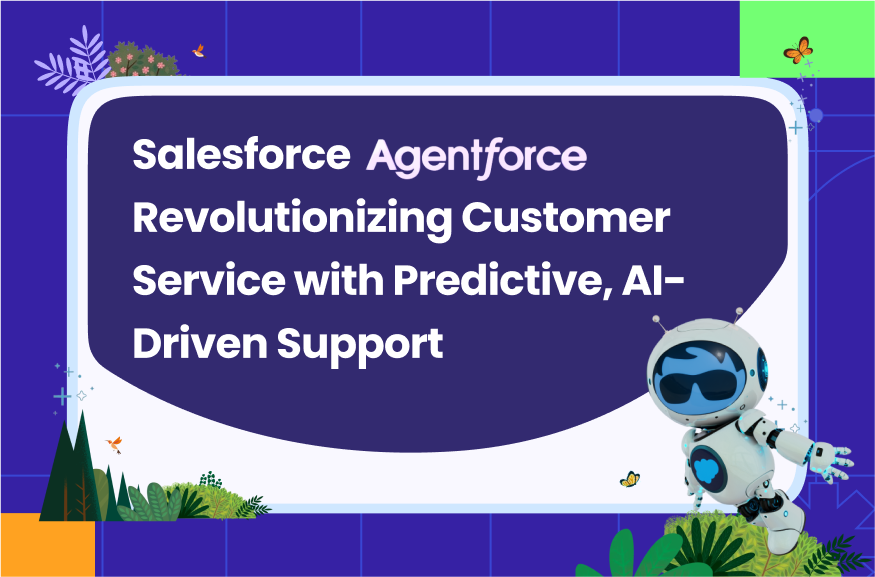 Salesforce Agentforce
Revolutionizing Customer
Service with Predictive, AI-
Driven Support